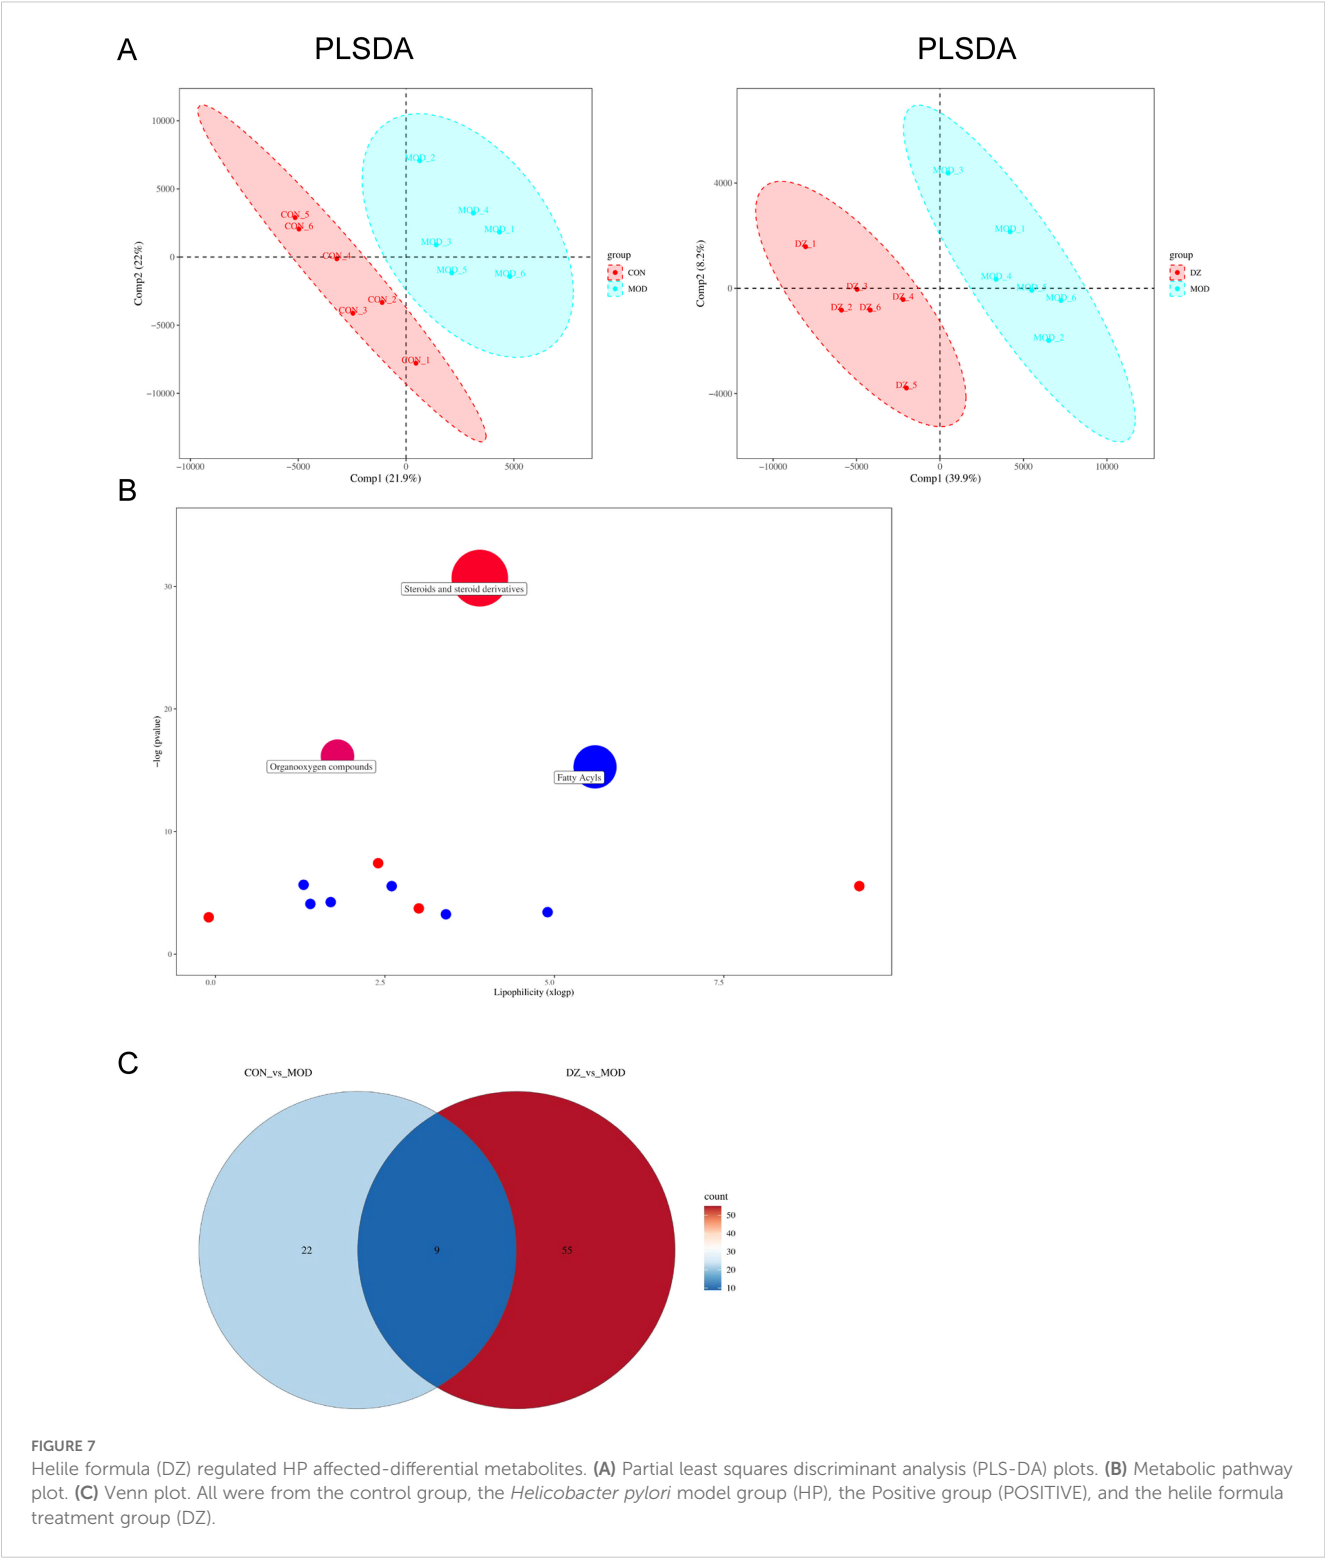 A
PLSDA
PLSDA
10000
5000
0
−5000
−10000
−10000
−5000
0
5000
Comp2 (22%)
Comp1 (21.9%)
MOD_2
MOD_4
MOD_1
MOD_3
MOD_5
MOD_6
CON_5
CON_6
CON_4
CON_2
CON_3
CON_1
group
CON
MOD
4000
0
−4000
−10000
−5000
0
5000
10000
Comp2 (8.2%)
Comp1 (39.9%)
MOD_3
MOD_1
MOD_4
MOD_5
MOD_6
MOD_2
DZ_1
DZ_3
DZ_4
DZ_2
DZ_6
DZ_5
group
DZ
MOD
B
30
20
10
0
−log (pvalue)
Steroids and steroid derivatives
Organooxygen compounds
Fatty Acyls
0.0
2.5
5.0
7.5
Lipophilicity (xlogp)
C
CON_vs_MOD
DZ_vs_MOD
22
9
55
count
50
40
30
20
10
FIGURE 7
Helile formula (DZ) regulated HP affected-differential metabolites. (A) Partial least squares discriminant analysis (PLS-DA) plots. (B) Metabolic pathway
plot. (C) Venn plot. All were from the control group, the Helicobacter pylori model group (HP), the Positive group (POSITIVE), and the helile formula
treatment group (DZ).